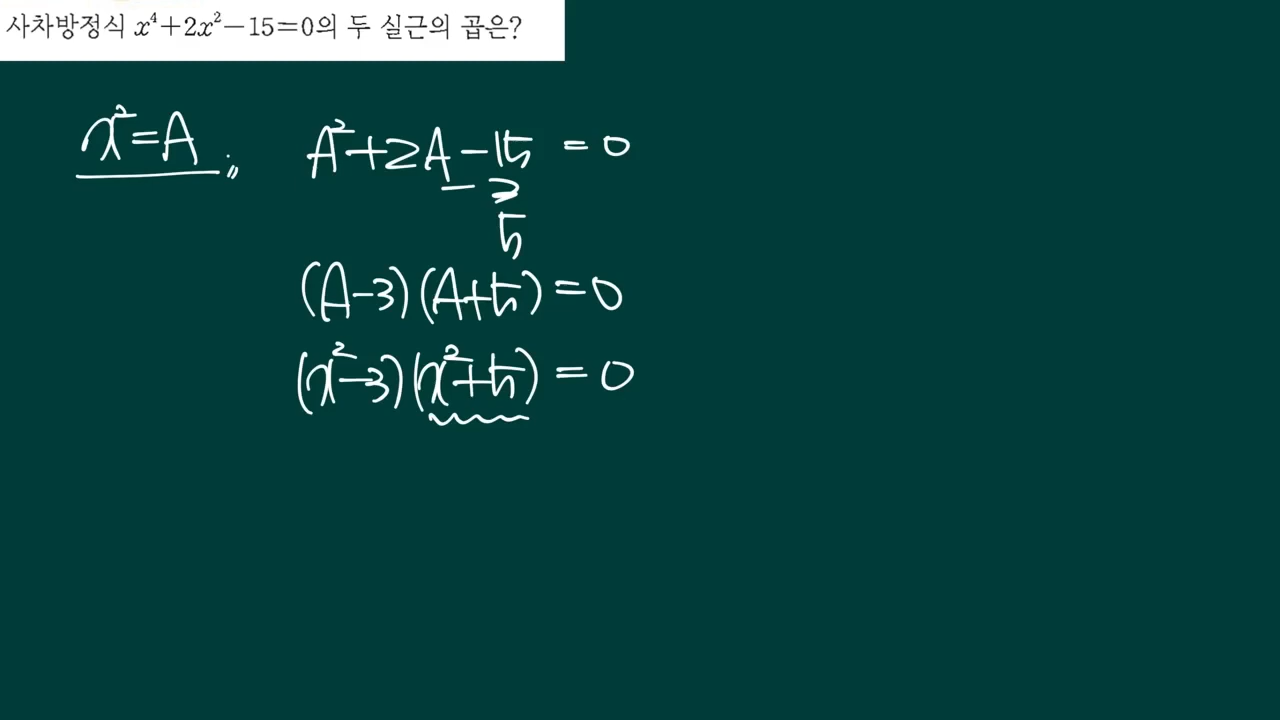 사차방정식 x⁴+2x²−15=0의 두 실근의 곱은?
x²=A ;, A²+2A−15 = 0
− 3
5
(A−3)(A+5)=0
(x²−3)(x²+5)=0